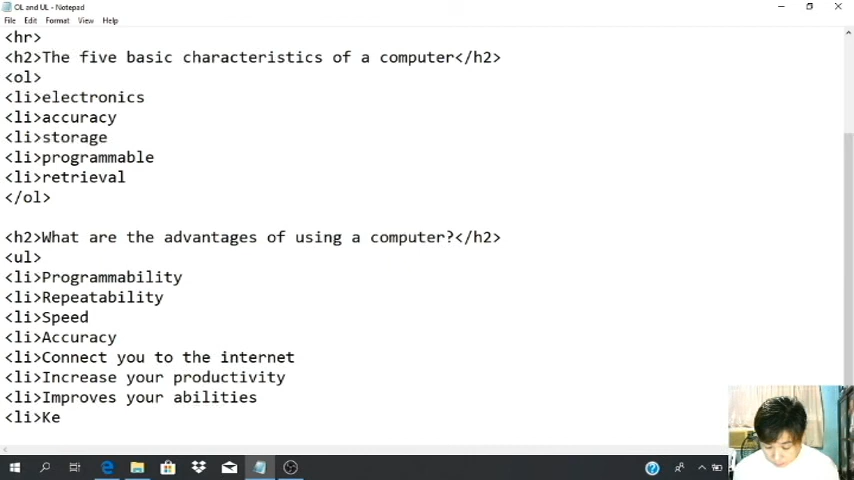 OL and UL - Notepad
File Edit Format View Help
<hr>
<h2>The five basic characteristics of a computer</h2>
<ol>
<li>electronics
<li>accuracy
<li>storage
<li>programmable
<li>retrieval
</ol>
<h2>What are the advantages of using a computer?</h2>
<ul>
<li>Programmability
<li>Repeatability
<li>Speed
<li>Accuracy
<li>Connect you to the internet
<li>Increase your productivity
<li>Improves your abilities
<li>Ke